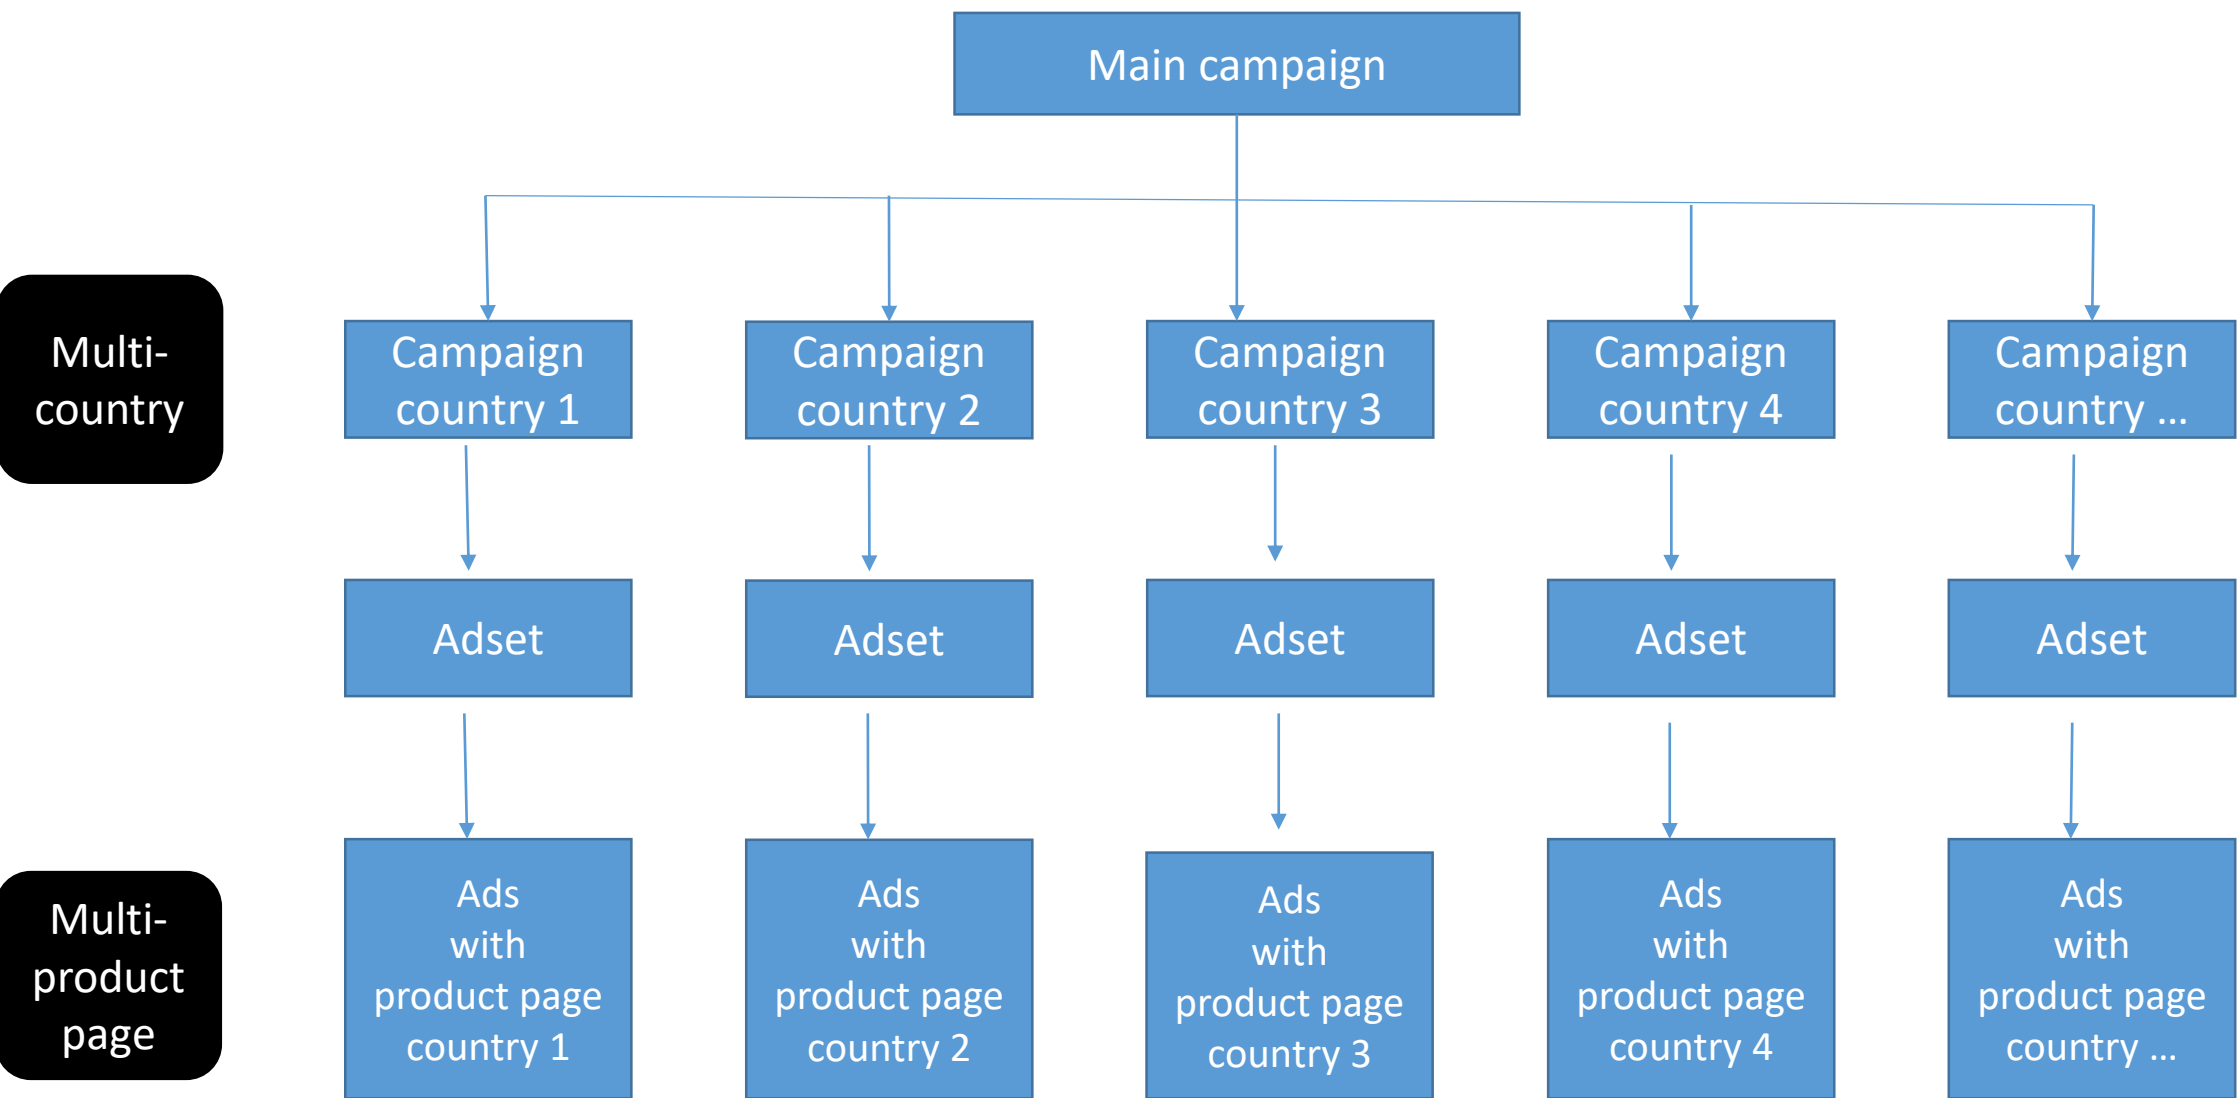 Main campaign
Multi-
country
Campaign
country 1
Campaign
country 2
Campaign
country 3
Campaign
country 4
Campaign
country ...
Adset
Adset
Adset
Adset
Adset
Multi-
product
page
Ads
with
product page
country 1
Ads
with
product page
country 2
Ads
with
product page
country 3
Ads
with
product page
country 4
Ads
with
product page
country ...